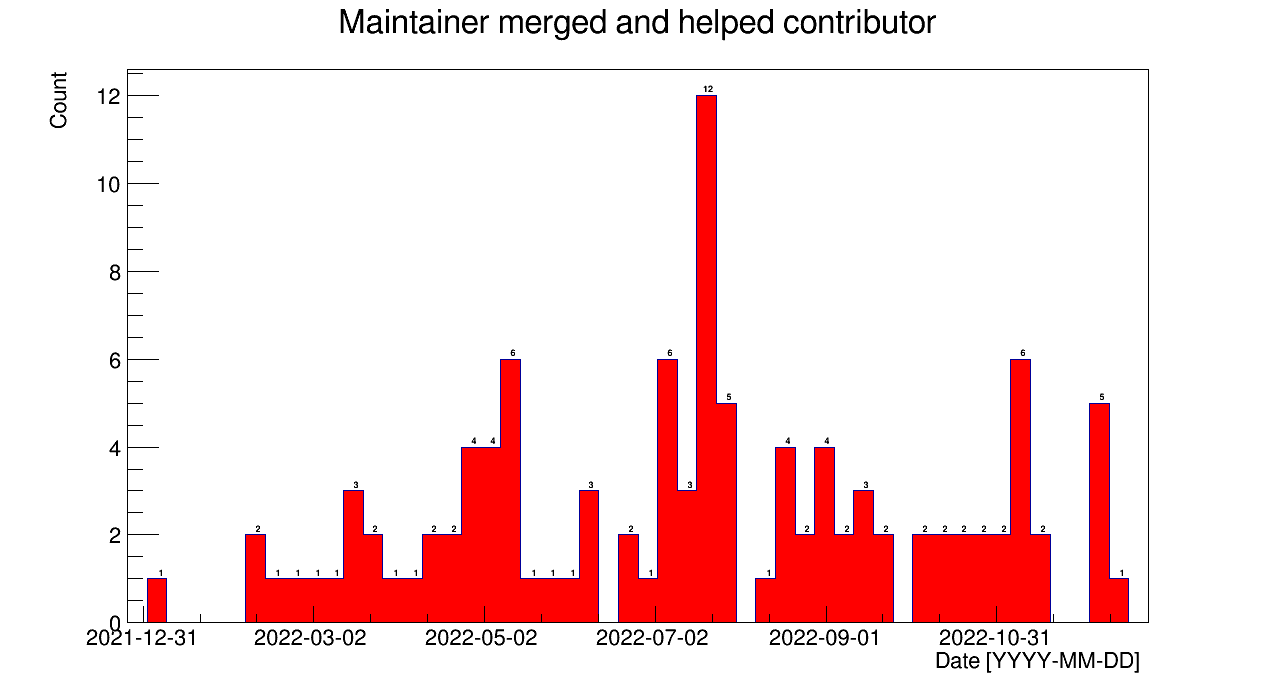 Maintainer merged and helped contributor
Count
12
10
8
6
4
2
0
1 2 1 1 1 1 3 2 1 1 2 2 4 4 6 1 1 1 3 2 1 6 3 12 5 1 4 2 4 2 3 2 2 2 2 2 2 6 2 5 1
2021-12-31 2022-03-02 2022-05-02 2022-07-02 2022-09-01 2022-10-31
Date [YYYY-MM-DD]